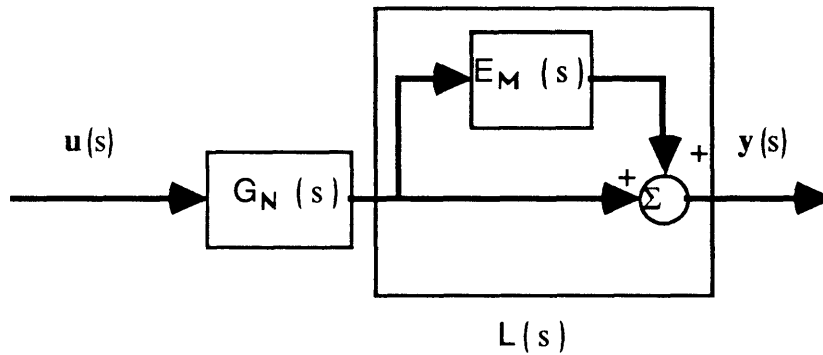 E_M (s)
u(s)
+
y(s)
G_N (s)
+
Σ
L(s)